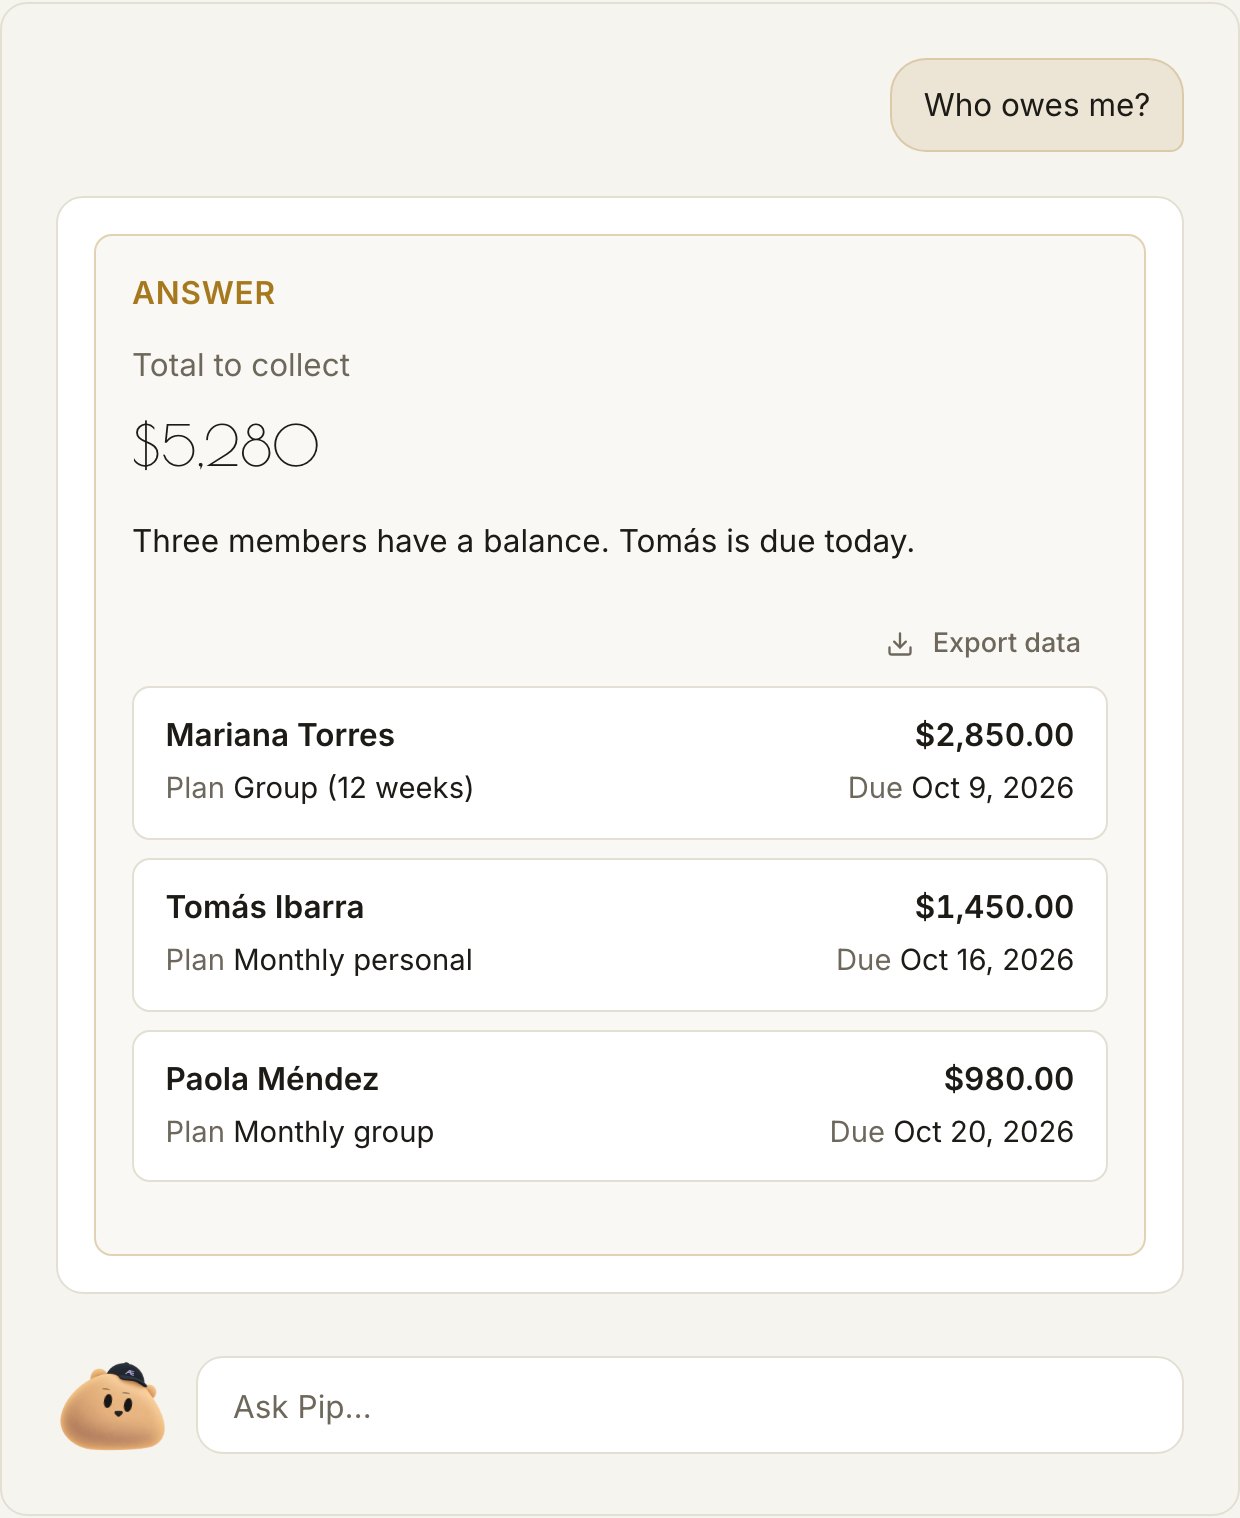 Who owes me?
ANSWER
Total to collect
$5,280
Three members have a balance. Tomás is due today.
Export data
Mariana Torres $2,850.00
Plan Group (12 weeks) Due Oct 9, 2026
Tomás Ibarra $1,450.00
Plan Monthly personal Due Oct 16, 2026
Paola Méndez $980.00
Plan Monthly group Due Oct 20, 2026
Ask Pip...